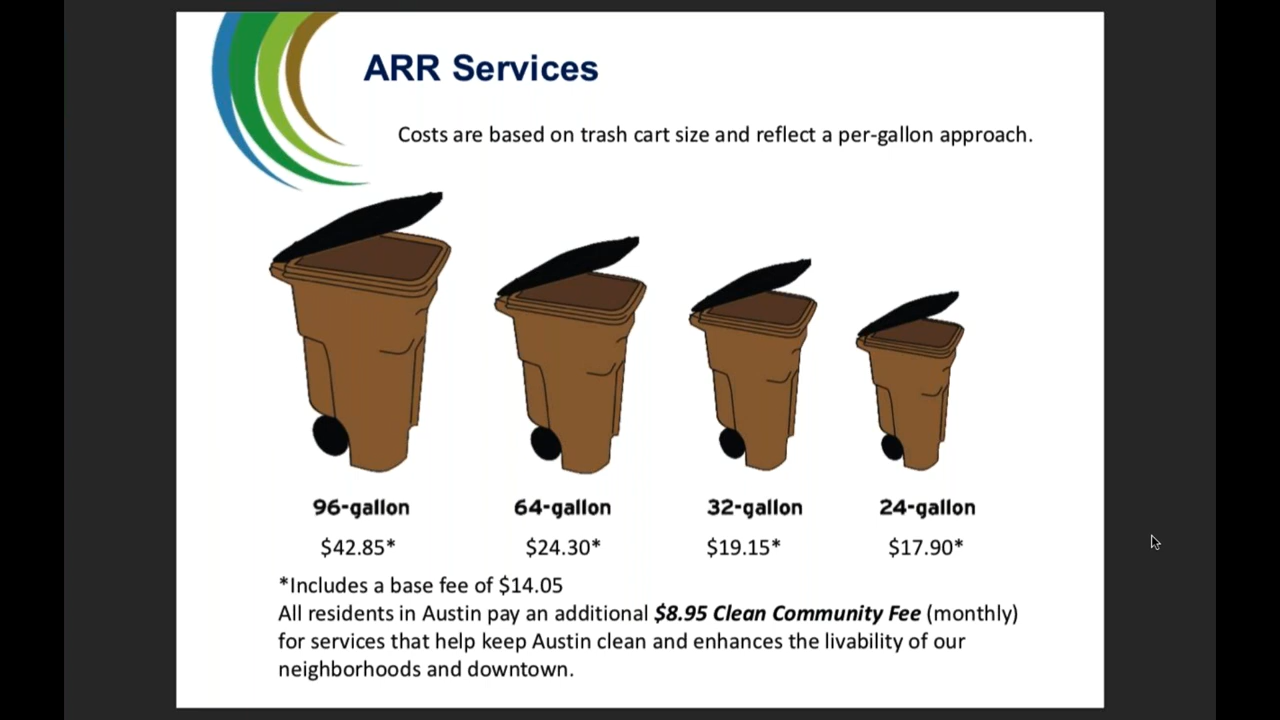 ARR Services
Costs are based on trash cart size and reflect a per-gallon approach.
96-gallon 64-gallon 32-gallon 24-gallon
$42.85* $24.30* $19.15* $17.90*
*Includes a base fee of $14.05
All residents in Austin pay an additional $8.95 Clean Community Fee (monthly)
for services that help keep Austin clean and enhances the livability of our
neighborhoods and downtown.